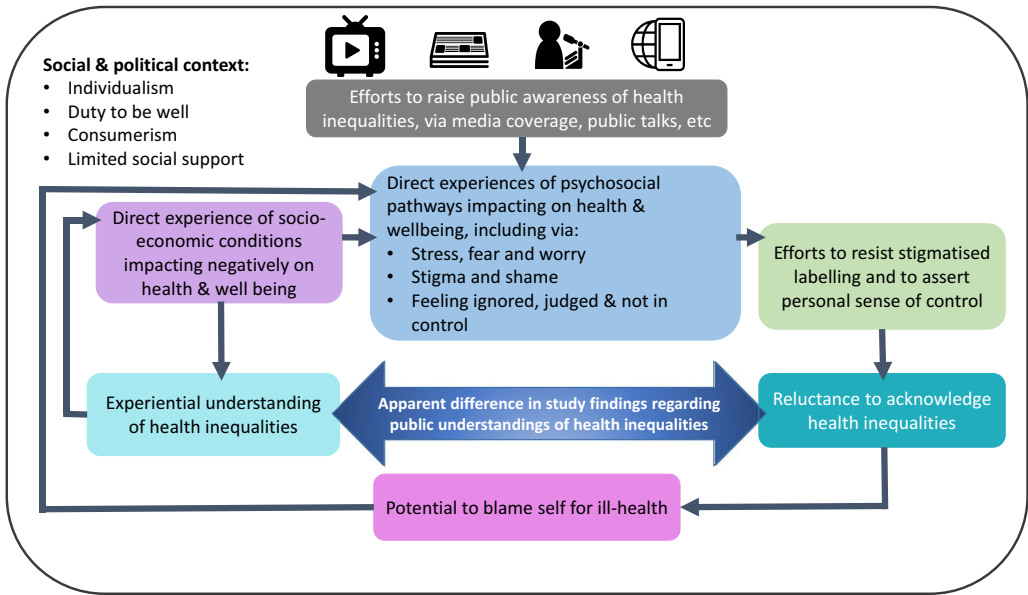 Social & political context:
• Individualism
• Duty to be well
• Consumerism
• Limited social support
Efforts to raise public awareness of health
inequalities, via media coverage, public talks, etc
Direct experience of socio-
economic conditions
impacting negatively on
health & well being
Direct experiences of psychosocial
pathways impacting on health &
wellbeing, including via:
• Stress, fear and worry
• Stigma and shame
• Feeling ignored, judged & not in
control
Efforts to resist stigmatised
labelling and to assert
personal sense of control
Experiential understanding
of health inequalities
Apparent difference in study findings regarding
public understandings of health inequalities
Reluctance to acknowledge
health inequalities
Potential to blame self for ill-health